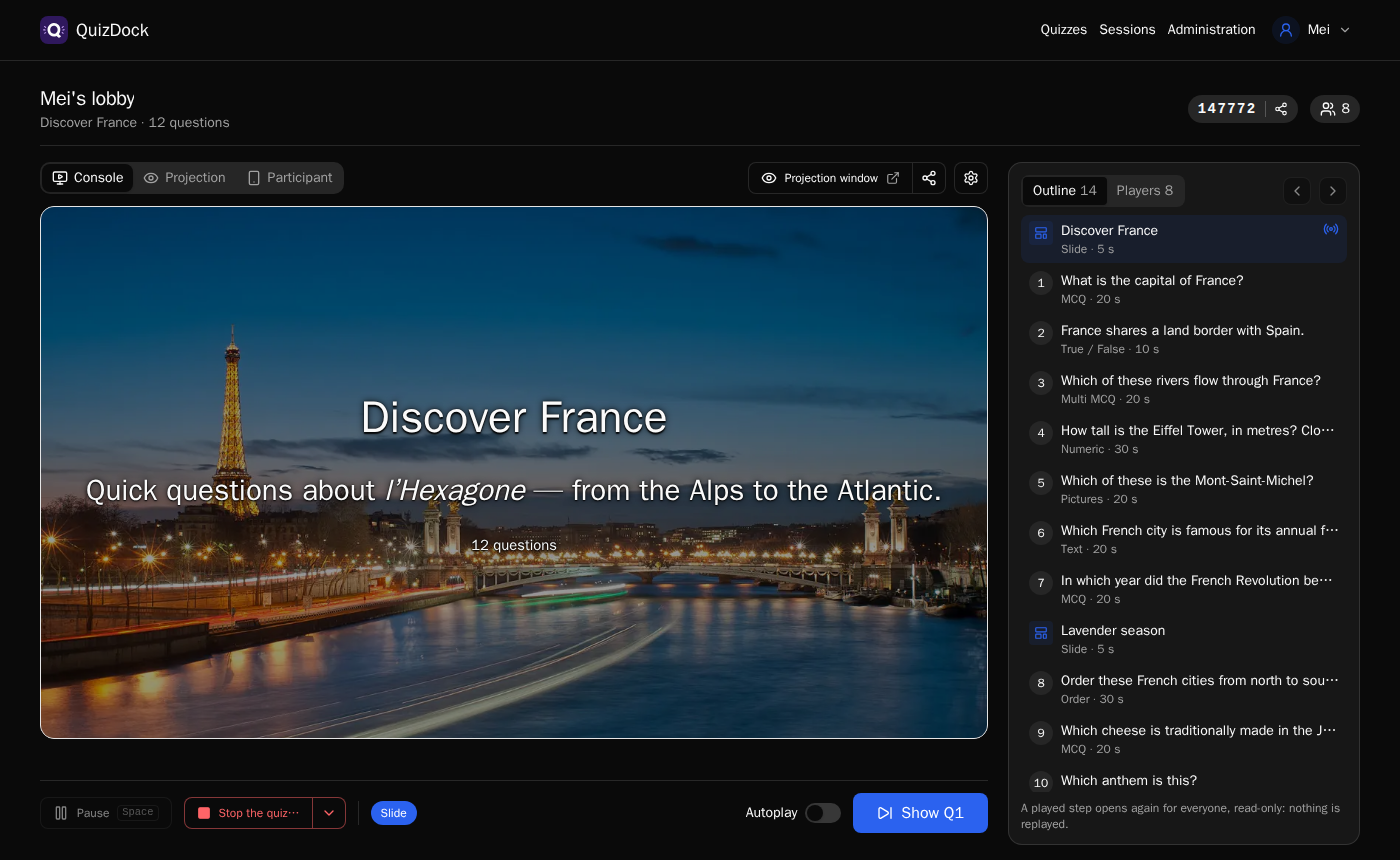 QuizDock
Quizzes
Sessions
Administration
Mei
Mei's lobby
Discover France · 12 questions
147772
8
Console
Projection
Participant
Projection window
Discover France
Quick questions about l’Hexagone — from the Alps to the Atlantic.
12 questions
Pause
Space
Stop the quiz⋯
Slide
Autoplay
Show Q1
Outline 14
Players 8
Discover France
Slide · 5 s
1
What is the capital of France?
MCQ · 20 s
2
France shares a land border with Spain.
True / False · 10 s
3
Which of these rivers flow through France?
Multi MCQ · 20 s
4
How tall is the Eiffel Tower, in metres? Clo⋯
Numeric · 30 s
5
Which of these is the Mont-Saint-Michel?
Pictures · 20 s
6
Which French city is famous for its annual f⋯
Text · 20 s
7
In which year did the French Revolution be⋯
MCQ · 20 s
Lavender season
Slide · 5 s
8
Order these French cities from north to sou⋯
Order · 30 s
9
Which cheese is traditionally made in the J⋯
MCQ · 20 s
10
Which anthem is this?
A played step opens again for everyone, read-only: nothing is
replayed.